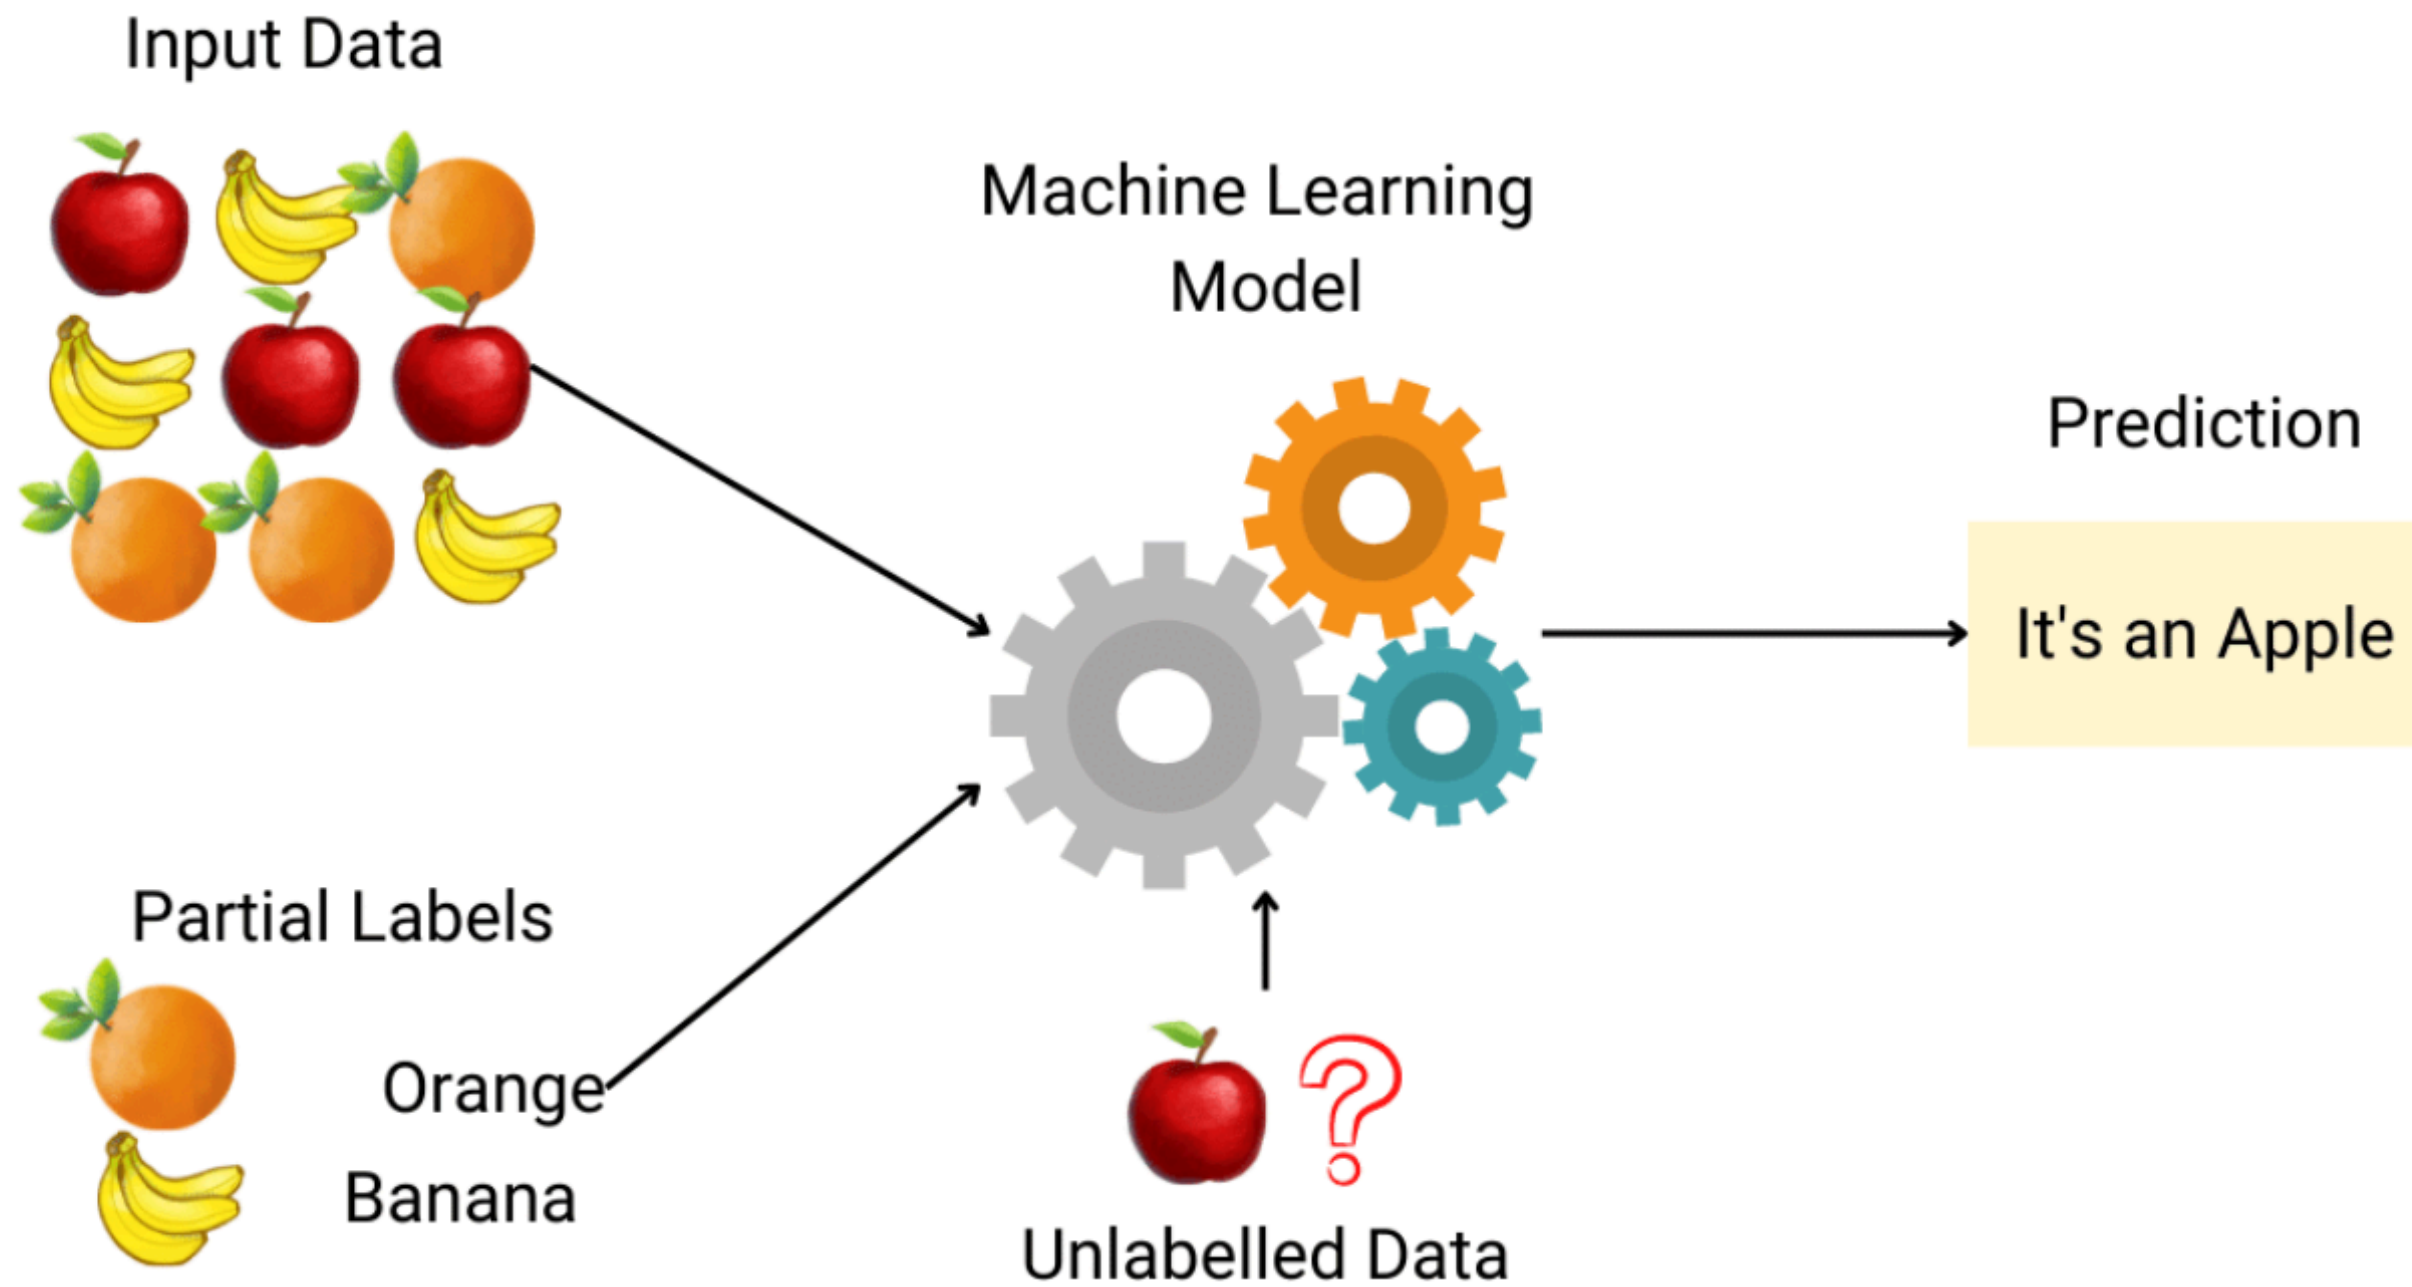 Input Data
Machine Learning
Model
Prediction
It's an Apple
Partial Labels
Orange
Banana
?
Unlabelled Data